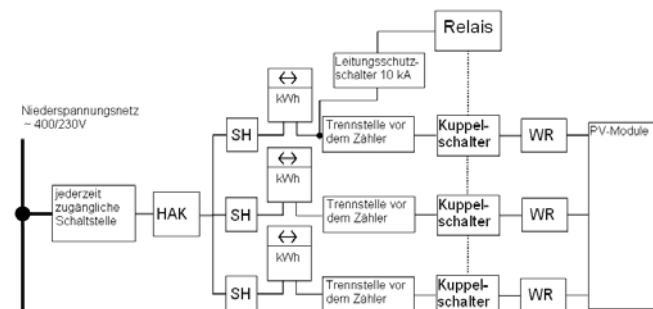 Relais
Leitungsschutz-
schalter 10 kA
kWh
Niederspannungsnetz
~ 400/230V
SH
Trennstelle vor
dem Zähler
Kuppel-
schalter
WR
PV-Module
kWh
jederzeit
zugängliche
Schaltstelle
HAK
SH
Trennstelle vor
dem Zähler
Kuppel-
schalter
WR
kWh
SH
Trennstelle vor
dem Zähler
Kuppel-
schalter
WR